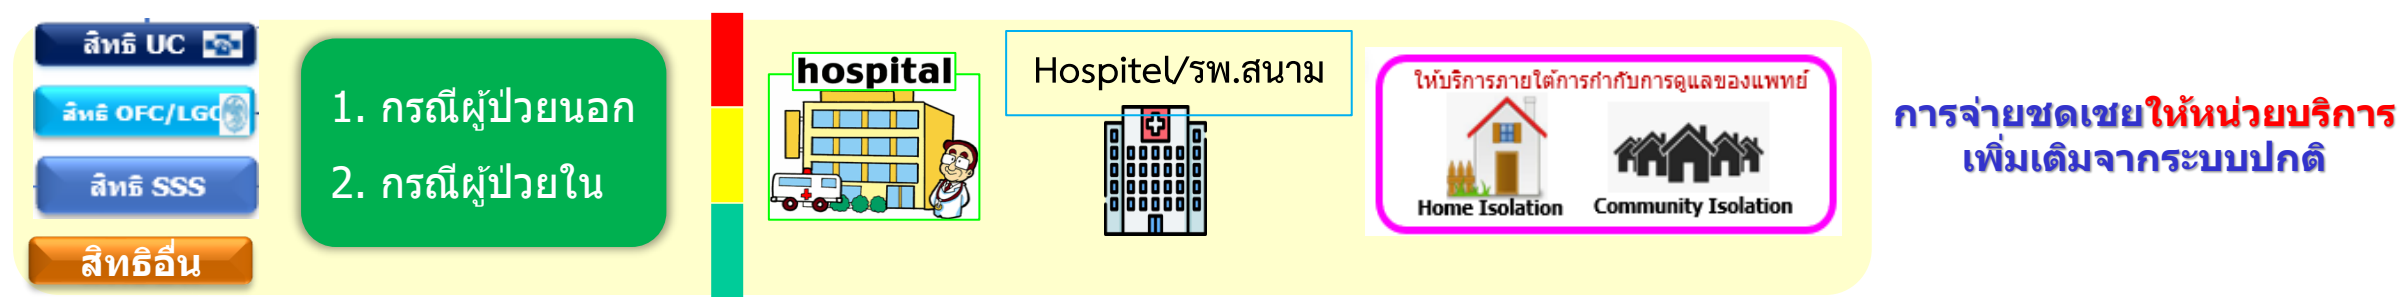 สิทธิ UC
สิทธิ OFC/LGO
สิทธิ SSS
สิทธิอื่น
1. กรณีผู้ป่วยนอก
2. กรณีผู้ป่วยใน
hospital
Hospitel/รพ.สนาม
ให้บริการภายใต้การกำกับการดูแลของแพทย์
Home Isolation
Community Isolation
การจ่ายชดเชยให้หน่วยบริการ
เพิ่มเติมจากระบบปกติ